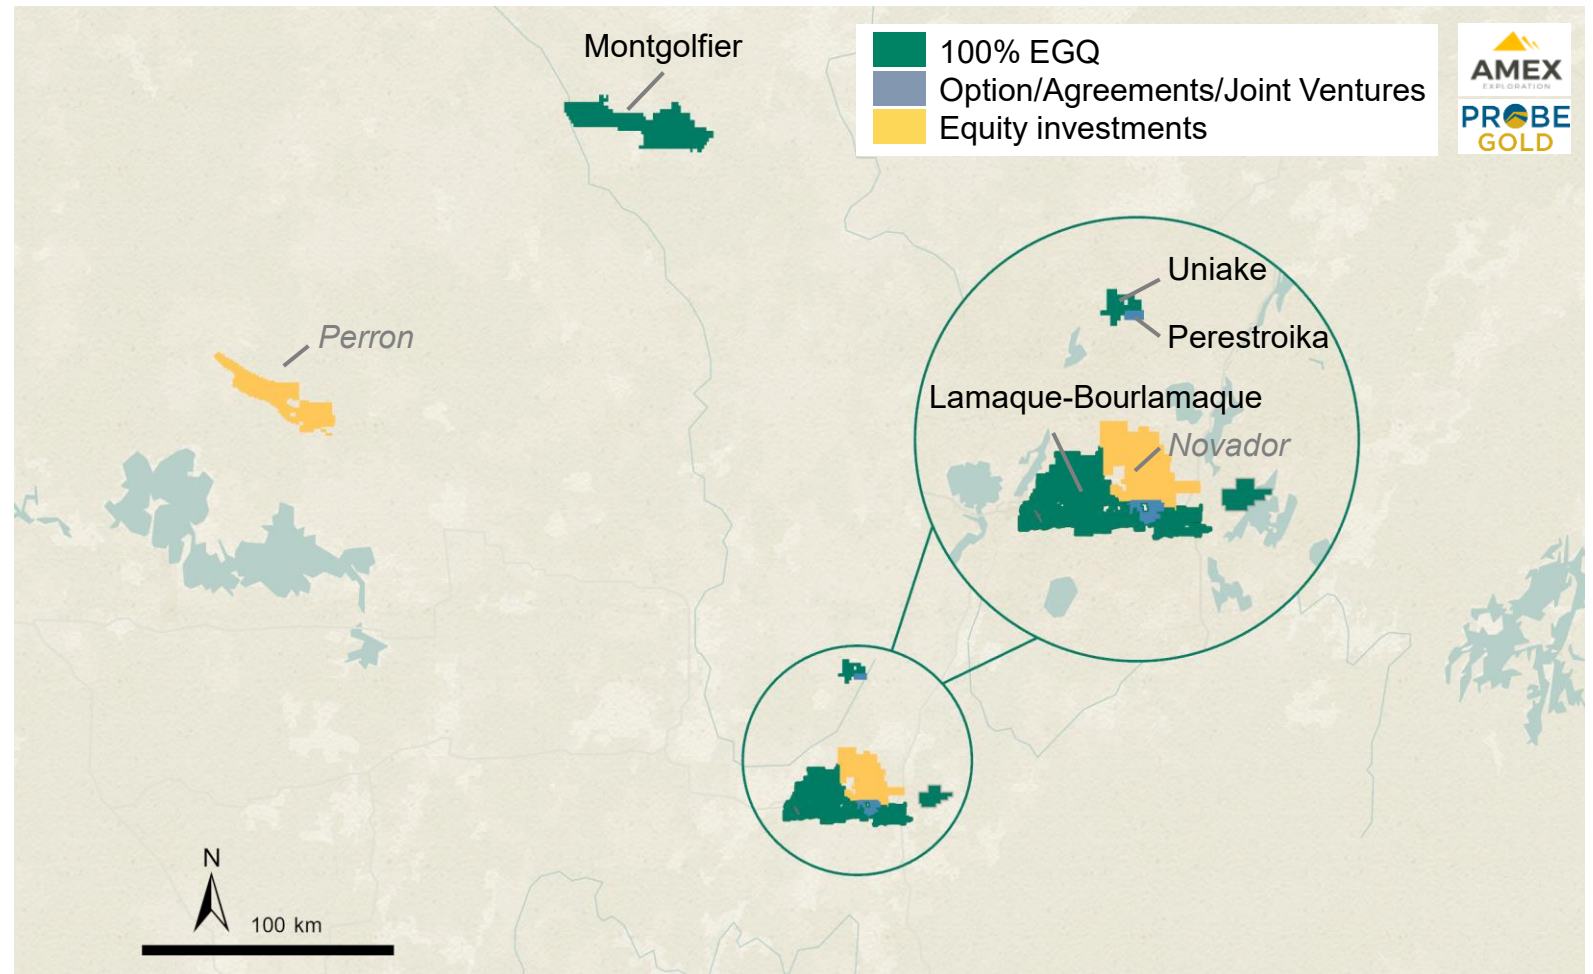 Montgolfier
100% EGQ
Option/Agreements/Joint Ventures
Equity investments
AMEX
EXPLORATION
PROBE
GOLD
Uniake
Perron
Perestroika
Lamaque-Bourlamaque
Novador
N
100 km